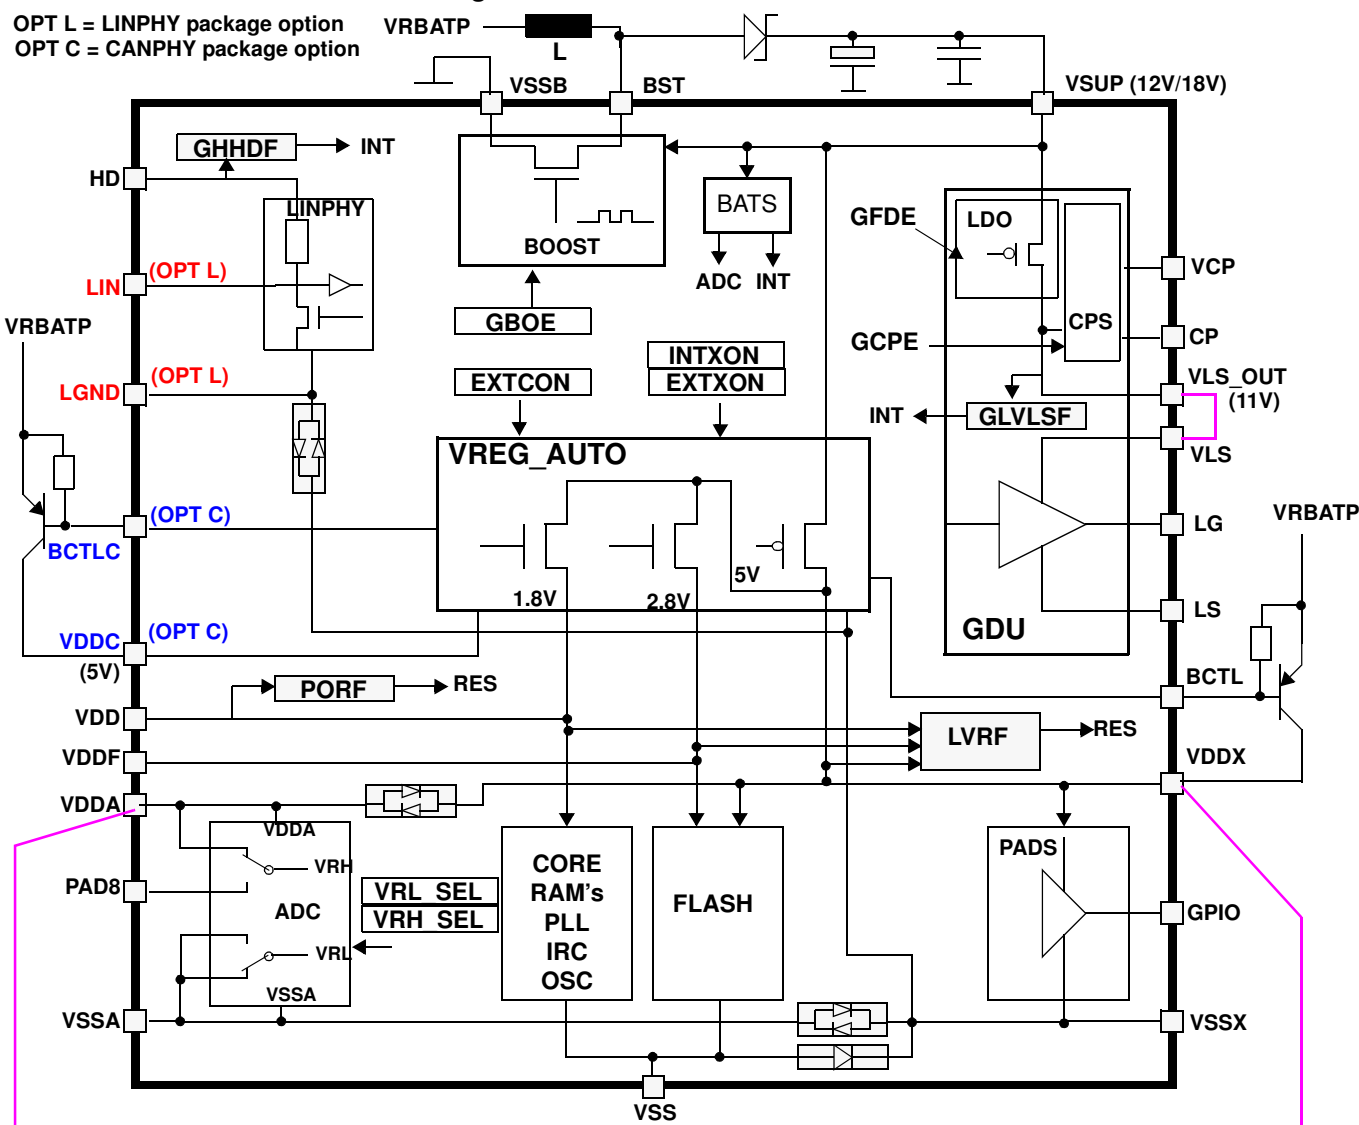 OPT L = LINPHY package option
OPT C = CANPHY package option
VRBATP
L
VSSB
BST
VSUP (12V/18V)
GHHDF
INT
HD
LINPHY
BOOST
BATS
ADC INT
GFDE
LDO
CPS
VCP
LIN
(OPT L)
VRBATP
GBOE
GCPE
CP
INTXON
EXTXON
EXTCON
LGND
(OPT L)
VLS_OUT
(11V)
INT
GLVLSF
VLS
VREG_AUTO
(OPT C)
BCTLC
LG
VRBATP
5V
1.8V
2.8V
LS
GDU
VDDC
(5V)
(OPT C)
PORF
RES
BCTL
VDD
LVRF
RES
VDDF
VDDX
VDDA
VDDA
VRH
PAD8
ADC
VRL
VSSA
VRL SEL
VRH SEL
CORE
RAM's
PLL
IRC
OSC
FLASH
PADS
GPIO
VSSA
VSSX
VSS